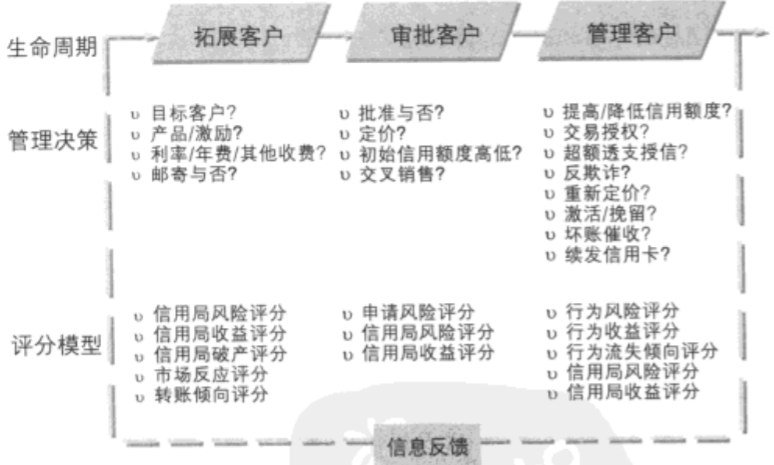 生命周期
拓展客户
审批客户
管理客户
管理决策
υ 目标客户?
υ 产品/激励?
υ 利率/年费/其他收费?
υ 邮寄与否?
υ 批准与否?
υ 定价?
υ 初始信用额度高低?
υ 交叉销售?
υ 提高/降低信用额度?
υ 交易授权?
υ 超额透支授信?
υ 反欺诈?
υ 重新定价?
υ 激活/挽留?
υ 坏账催收?
υ 续发信用卡?
评分模型
υ 信用局风险评分
υ 信用局收益评分
υ 信用局破产评分
υ 市场反应评分
υ 转账倾向评分
υ 申请风险评分
υ 信用局风险评分
υ 信用局收益评分
υ 行为风险评分
υ 行为收益评分
υ 行为流失倾向评分
υ 信用局风险评分
υ 信用局收益评分
信息反馈